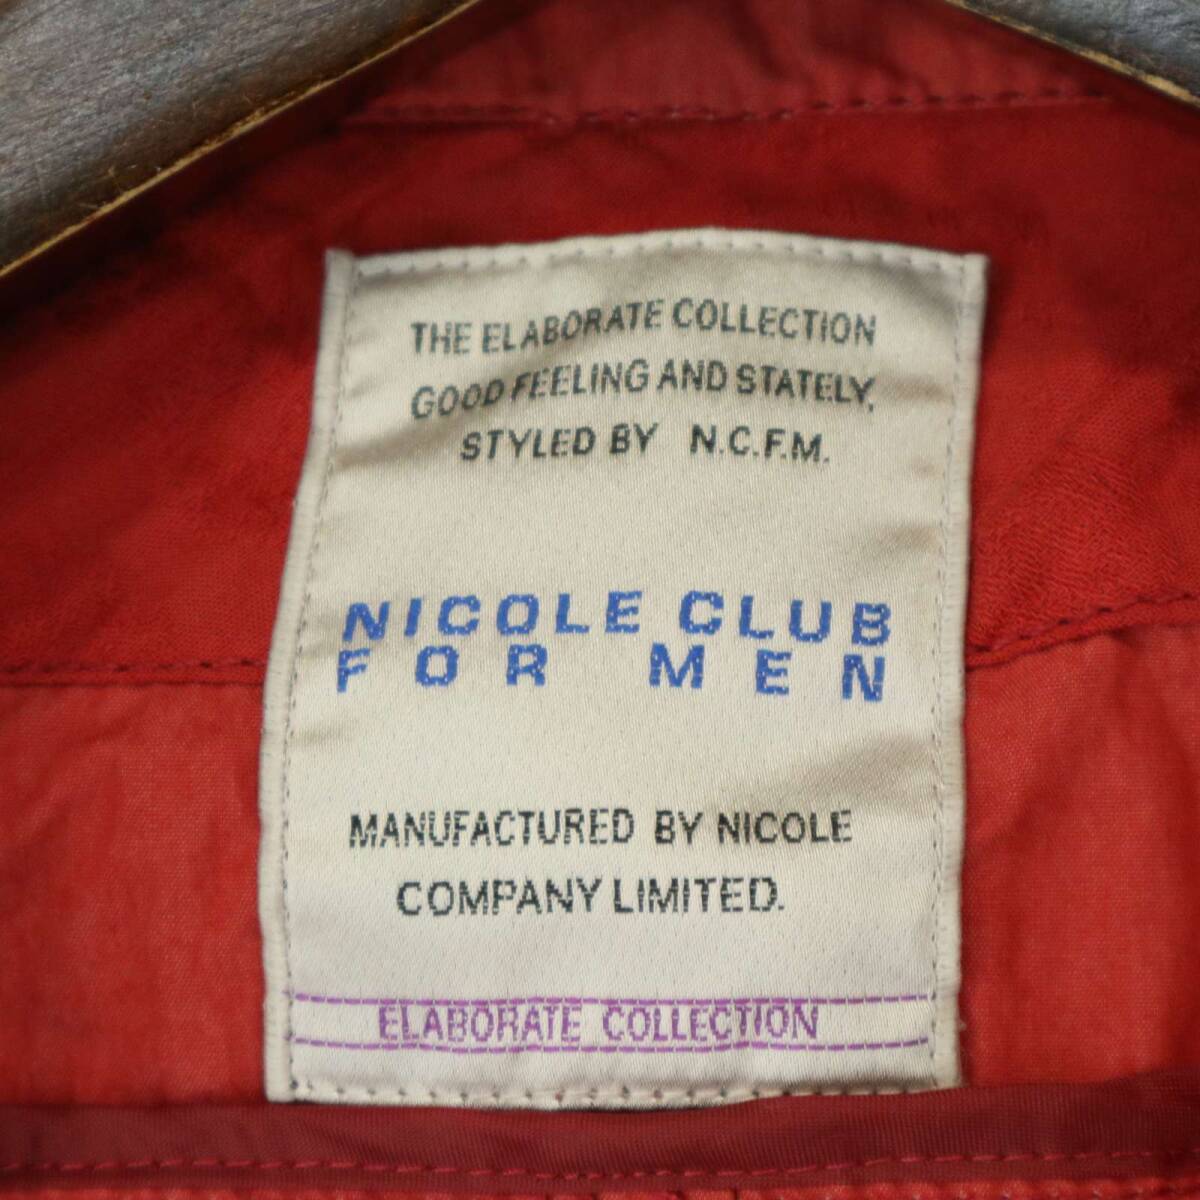 THE ELABORATE COLLECTION
GOOD FEELING AND STATELY,
STYLED BY N.C.F.M.
NICOLE CLUB
FOR MEN
MANUFACTURED BY NICOLE
COMPANY LIMITED.
ELABORATE COLLECTION